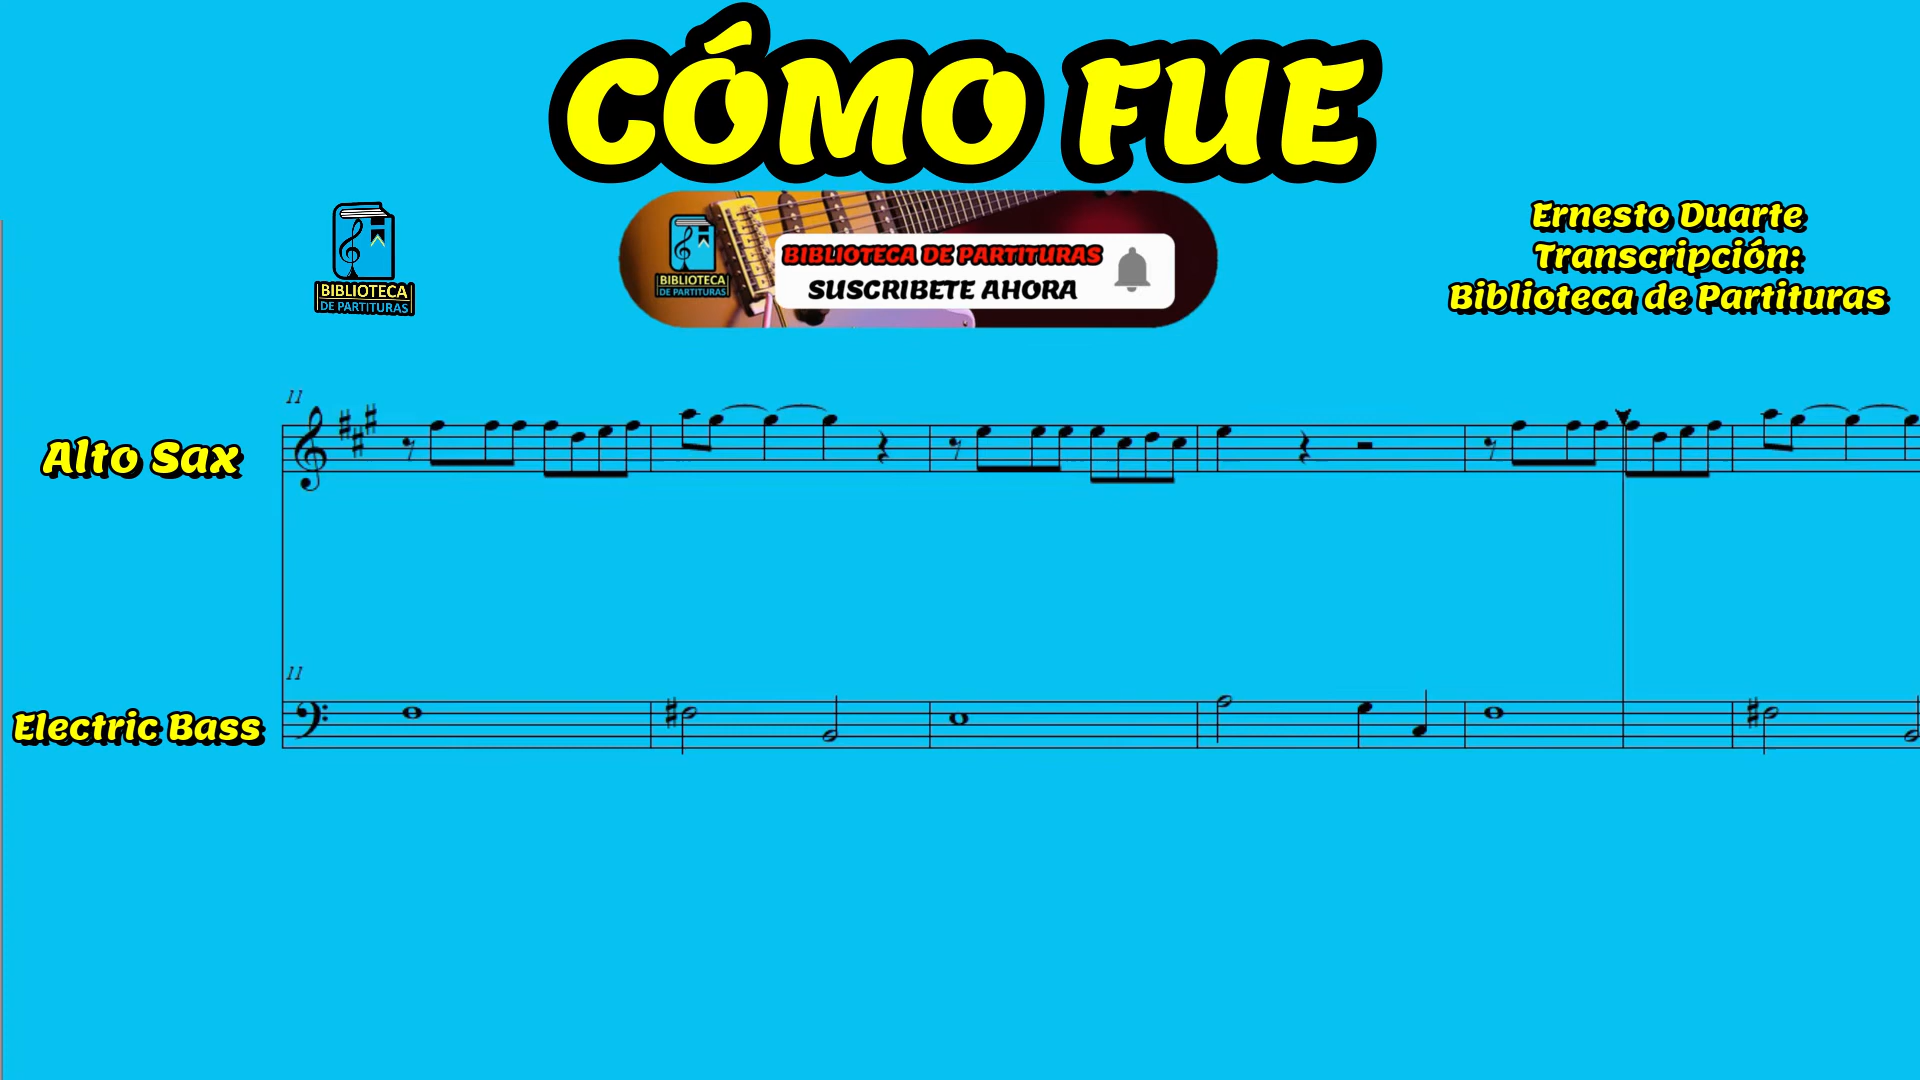 CÓMO FUE
BIBLIOTECA
DE PARTITURAS
BIBLIOTECA
DE PARTITURAS
BIBLIOTECA DE PARTITURAS
SUSCRIBETE AHORA
Ernesto Duarte
Transcripción:
Biblioteca de Partituras
11
Alto Sax
11
Electric Bass